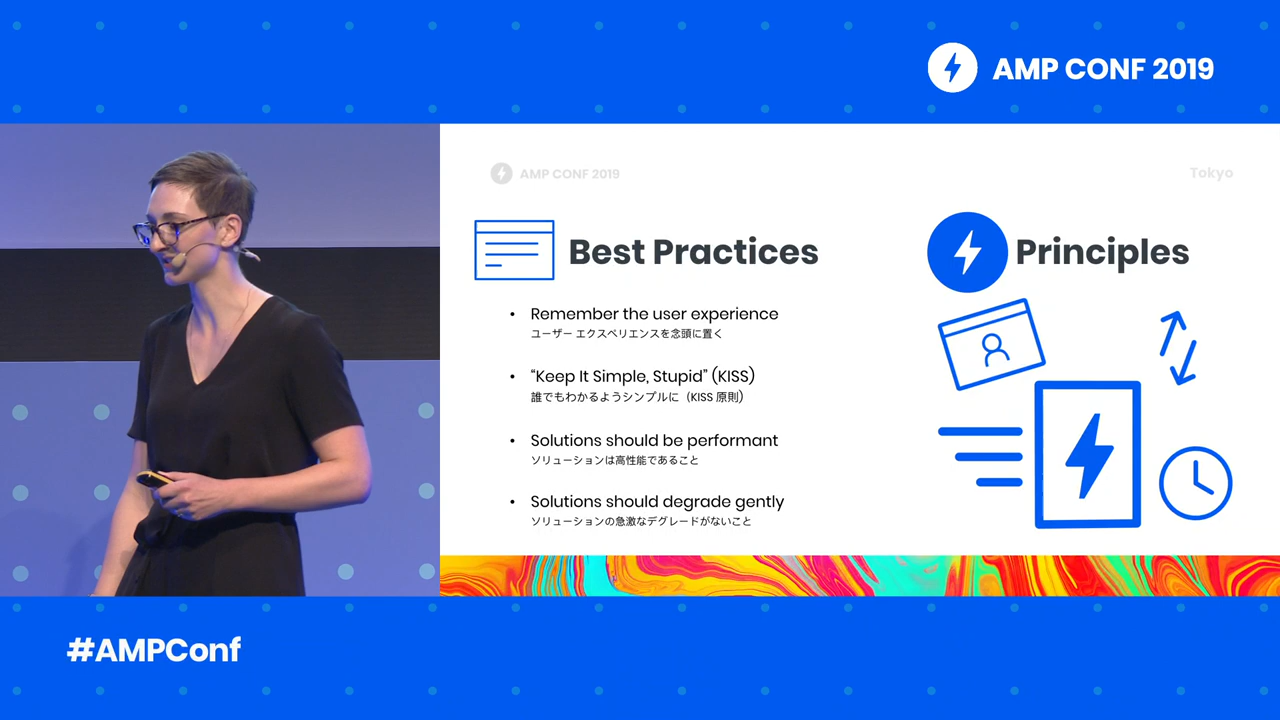 AMP CONF 2019
AMP CONF 2019
Tokyo
Best Practices
• Remember the user experience
ユーザー エクスペリエンスを念頭に置く
• “Keep It Simple, Stupid” (KISS)
誰でもわかるようシンプルに（KISS 原則)
• Solutions should be performant
ソリューションは高性能であること
• Solutions should degrade gently
ソリューションの急激なデグレードがないこと
Principles
#AMPConf